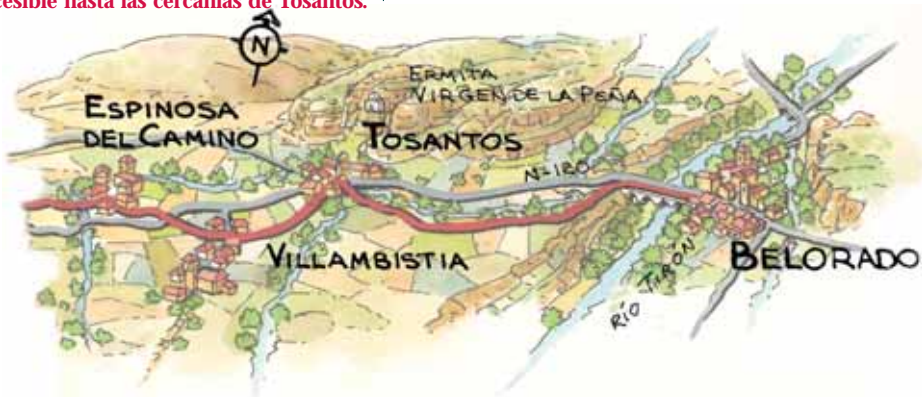 cesible hasta las cercanías de Tosantos.
N
ERMITA
VIRGEN DE LA PEÑA
ESPINOSA
DEL CAMINO
TOSANTOS
N-120
VILLAMBISTIA
BELORADO
RÍO TIRÓN